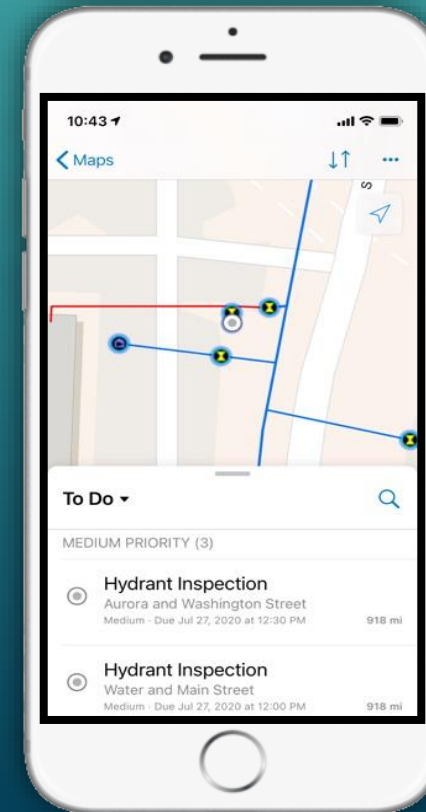 10:43
Maps
S
To Do
MEDIUM PRIORITY (3)
Hydrant Inspection
Aurora and Washington Street
Medium - Due Jul 27, 2020 at 12:30 PM 918 mi
Hydrant Inspection
Water and Main Street
Medium - Due Jul 27, 2020 at 12:00 PM 918 mi